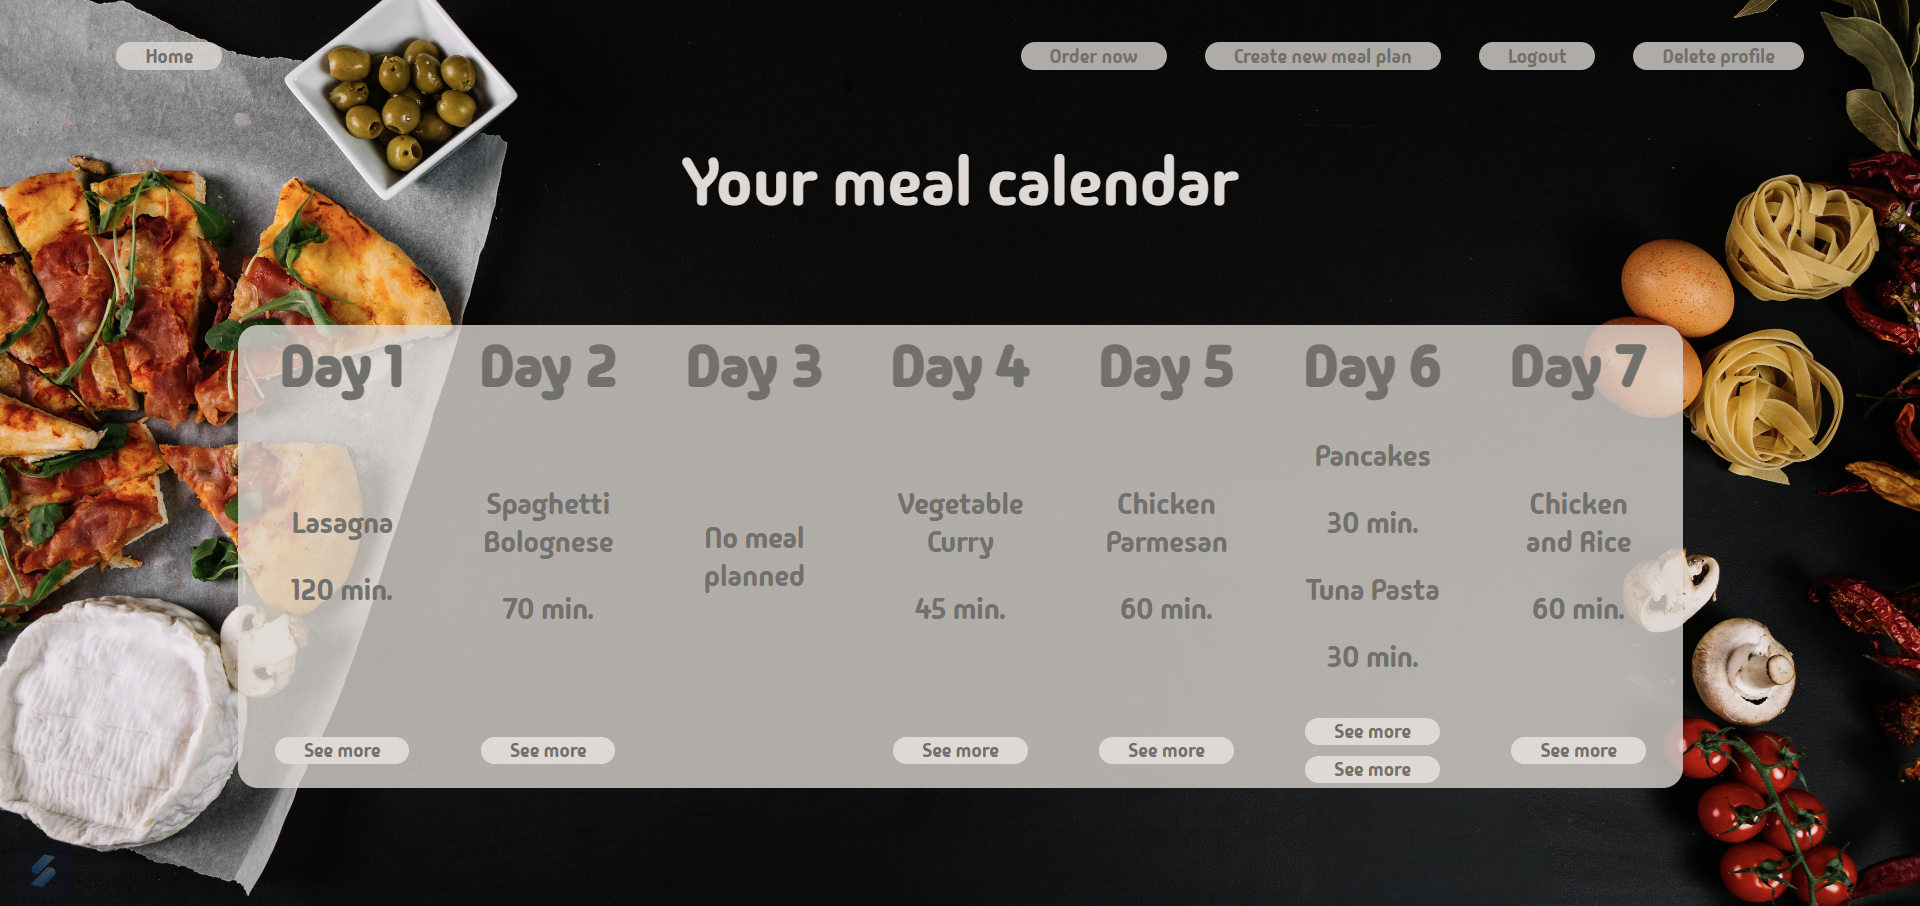 Home
Order now
Create new meal plan
Logout
Delete profile
Your meal calendar
Day 1
Lasagna
120 min.
See more
Day 2
Spaghetti
Bolognese
70 min.
See more
Day 3
No meal
planned
Day 4
Vegetable
Curry
45 min.
See more
Day 5
Chicken
Parmesan
60 min.
See more
Day 6
Pancakes
30 min.
Tuna Pasta
30 min.
See more
See more
Day 7
Chicken
and Rice
60 min.
See more